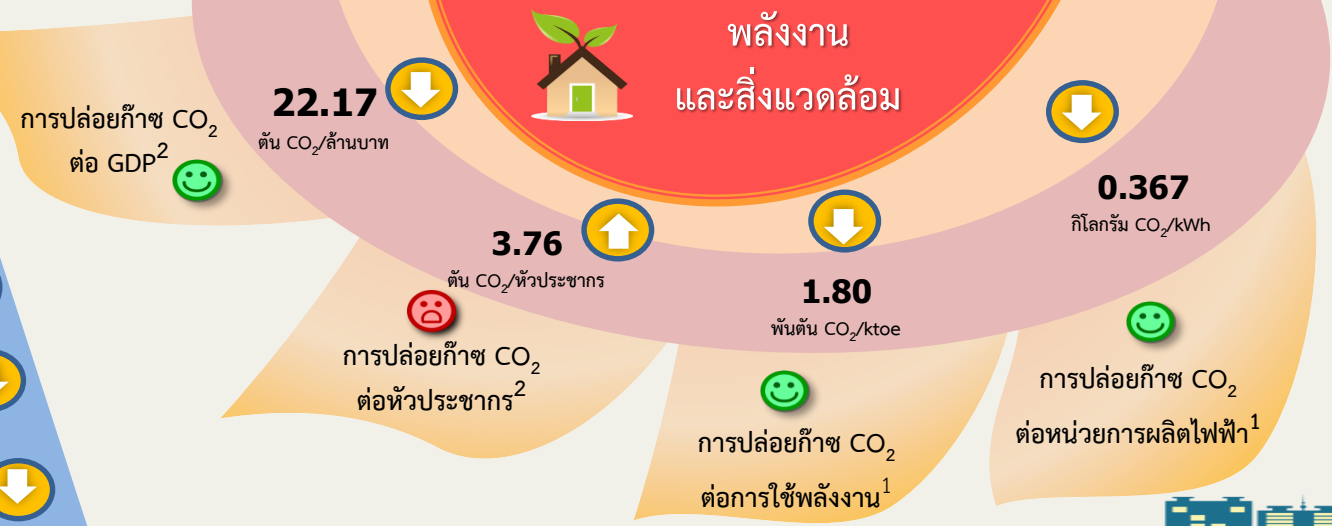 พลังงาน
และสิ่งแวดล้อม
การปล่อยก๊าซ CO₂
ต่อ GDP²
22.17
ตัน CO₂/ล้านบาท
3.76
ตัน CO₂/หัวประชากร
การปล่อยก๊าซ CO₂
ต่อหัวประชากร²
1.80
พันตัน CO₂/ktoe
การปล่อยก๊าซ CO₂
ต่อการใช้พลังงาน¹
0.367
กิโลกรัม CO₂/kWh
การปล่อยก๊าซ CO₂
ต่อหน่วยการผลิตไฟฟ้า¹